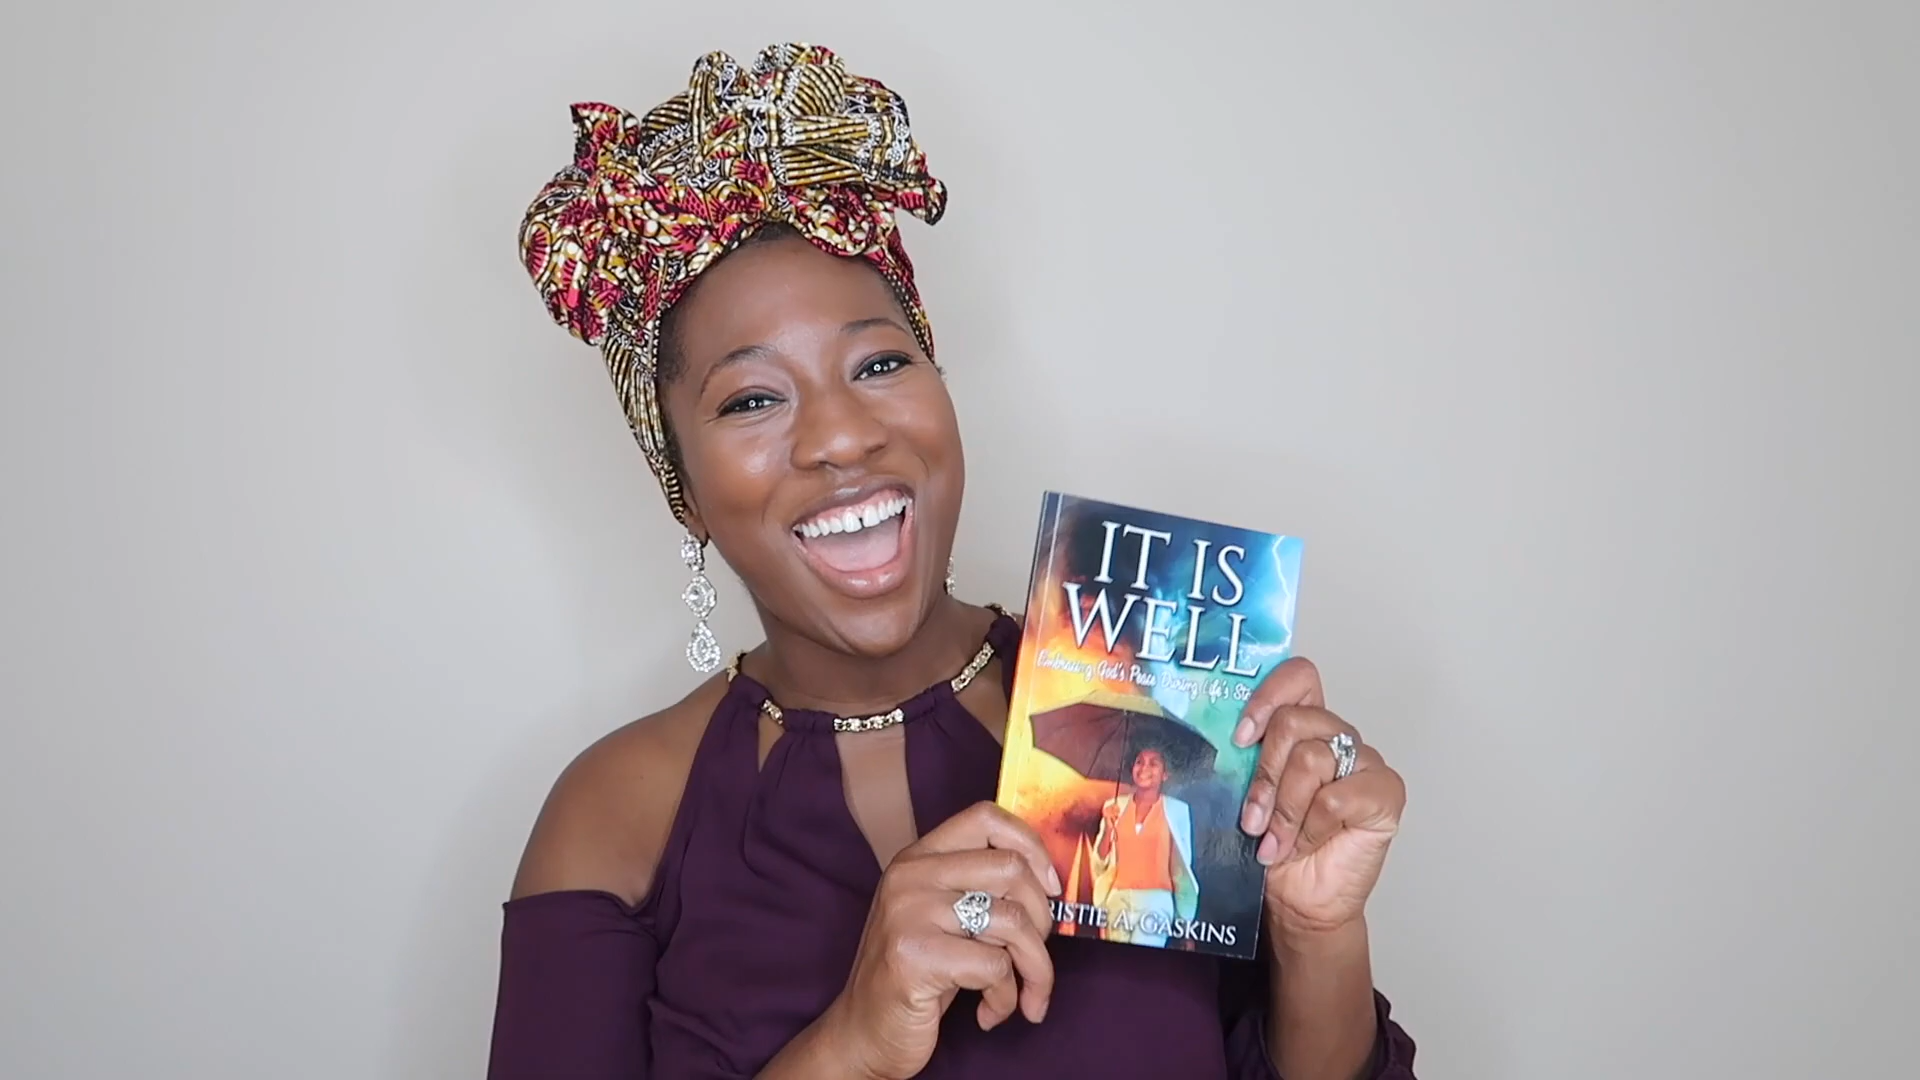 IT IS
WELL
Embracing God's Peace During Life's
RISTIE A. GASKINS